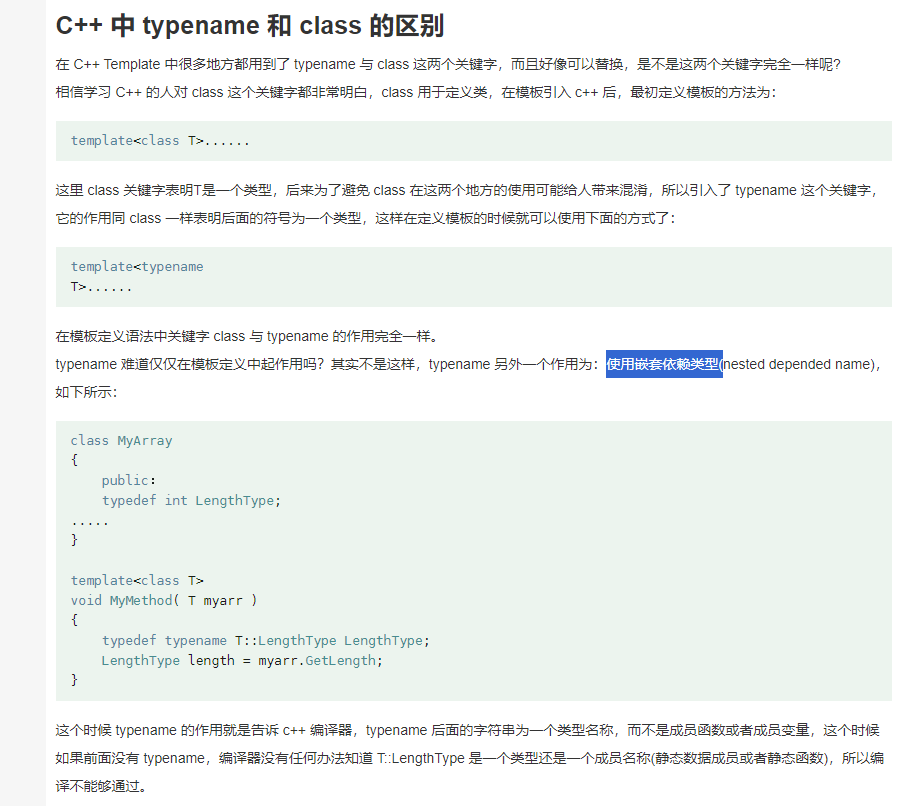 C++ 中 typename 和 class 的区别
在 C++ Template 中很多地方都用到了 typename 与 class 这两个关键字，而且好像可以替换，是不是这两个关键字完全一样呢?
相信学习 C++ 的人对 class 这个关键字都非常明白，class 用于定义类，在模板引入 c++ 后，最初定义模板的方法为：
template<class T>......
这里 class 关键字表明T是一个类型，后来为了避免 class 在这两个地方的使用可能给人带来混淆，所以引入了 typename 这个关键字，
它的作用同 class 一样表明后面的符号为一个类型，这样在定义模板的时候就可以使用下面的方式了：
template<typename
T>......
在模板定义语法中关键字 class 与 typename 的作用完全一样。
typename 难道仅仅在模板定义中起作用吗？其实不是这样，typename 另外一个作用为：使用嵌套依赖类型(nested depended name)，
如下所示：
class MyArray
{
    public:
    typedef int LengthType;
.....
}
template<class T>
void MyMethod( T myarr )
{
    typedef typename T::LengthType LengthType;
    LengthType length = myarr.GetLength;
}
这个时候 typename 的作用就是告诉 c++ 编译器，typename 后面的字符串为一个类型名称，而不是成员函数或者成员变量，这个时候
如果前面没有 typename，编译器没有任何办法知道 T::LengthType 是一个类型还是一个成员名称(静态数据成员或者静态函数)，所以编
译不能够通过。